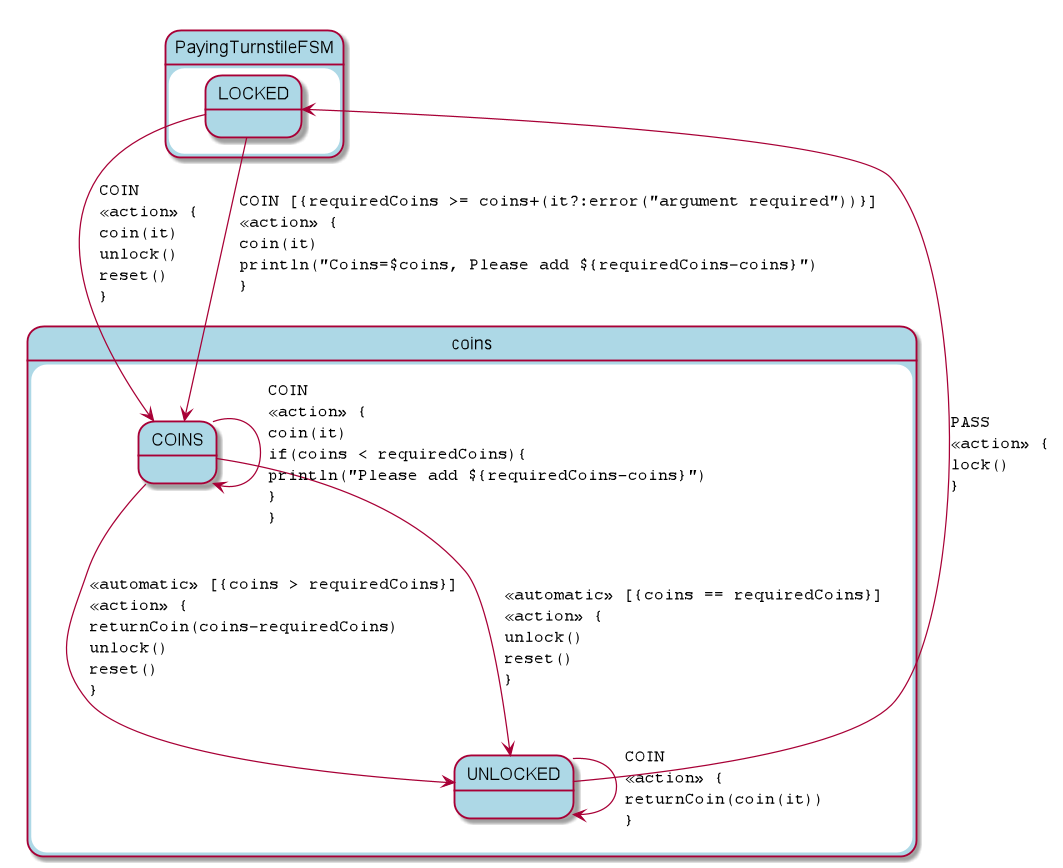 PayingTurnstileFSM
LOCKED
COIN
«action» {
coin(it)
unlock()
reset()
}
COIN [{requiredCoins >= coins+(it?:error("argument required"))}]
«action» {
coin(it)
println("Coins=$coins, Please add ${requiredCoins-coins}")
}
coins
COINS
COIN
«action» {
coin(it)
if(coins < requiredCoins){
println("Please add ${requiredCoins-coins}")
}
}
PASS
«action» {
lock()
}
«automatic» [{coins > requiredCoins}]
«action» {
returnCoin(coins-requiredCoins)
unlock()
reset()
}
«automatic» [{coins == requiredCoins}]
«action» {
unlock()
reset()
}
UNLOCKED
COIN
«action» {
returnCoin(coin(it))
}